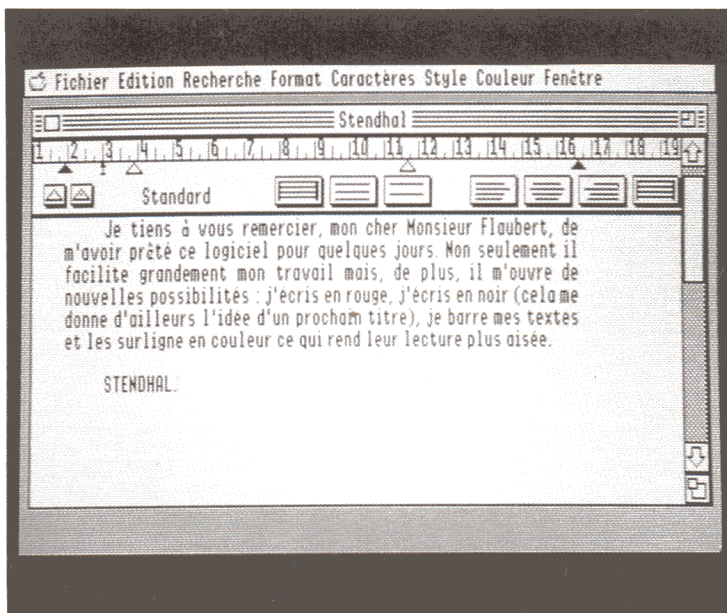 Fichier Edition Recherche Format Caractères Style Couleur Fenêtre
Stendhal
1 2 3 4 5 6 7 8 9 10 11 12 13 14 15 16 17 18 19
Standard
Je tiens à vous remercier, mon cher Monsieur Flaubert, de
m'avoir prêté ce logiciel pour quelques jours. Non seulement il
facilite grandement mon travail mais, de plus, il m'ouvre de
nouvelles possibilités : j'écris en rouge, j'écris en noir (cela me
donne d'ailleurs l'idée d'un prochain titre), je barre mes textes
et les surligne en couleur ce qui rend leur lecture plus aisée.
STENDHAL.